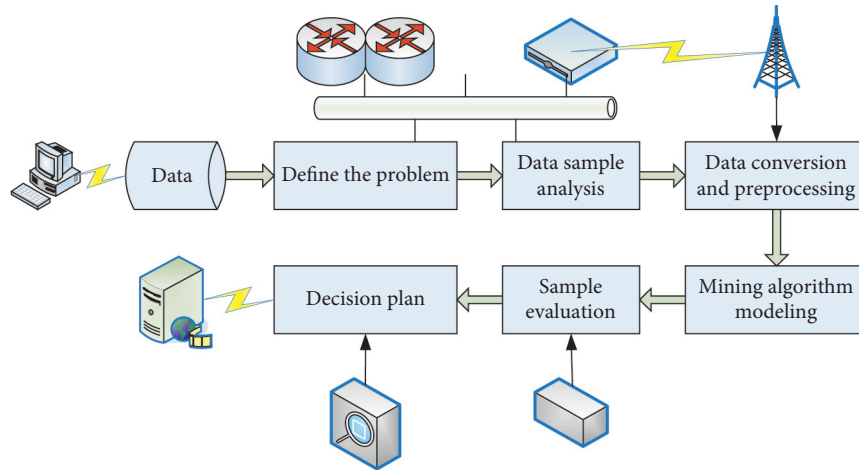 Data
Define the problem
Data sample
analysis
Data conversion
and preprocessing
Decision plan
Sample
evaluation
Mining algorithm
modeling